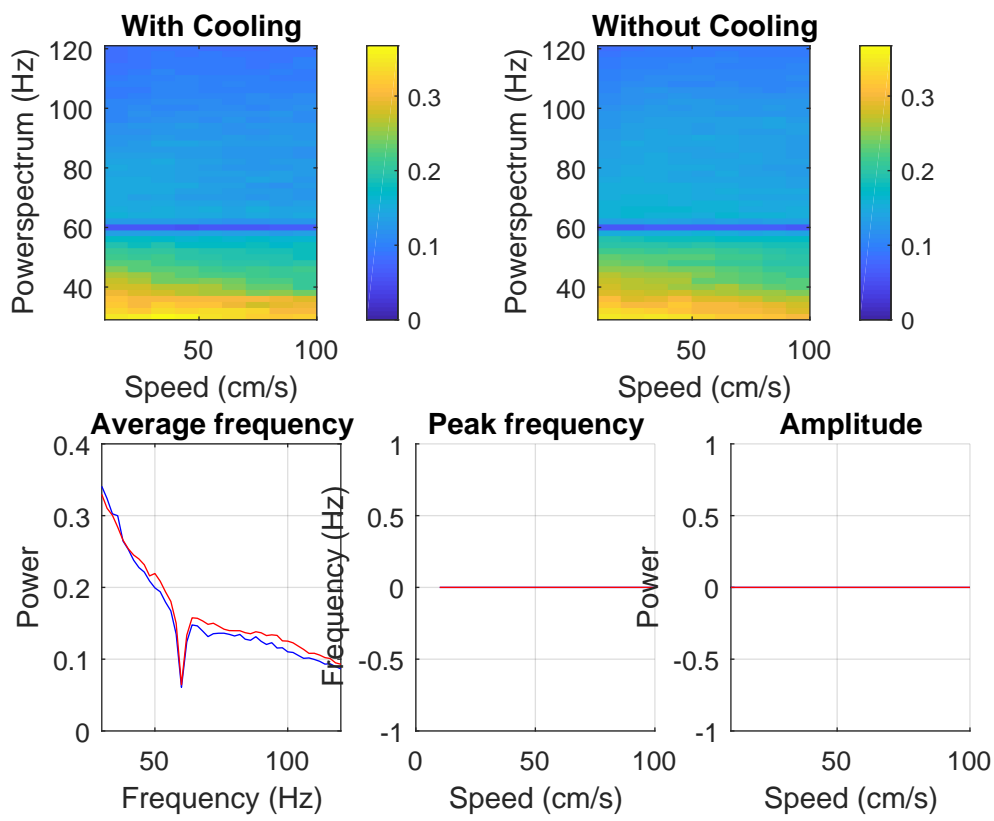 With Cooling
Powerspectrum (Hz)
120
100
80
60
40
50
100
Speed (cm/s)
0.3
0.2
0.1
0
Without Cooling
Powerspectrum (Hz)
120
100
80
60
40
50
100
Speed (cm/s)
0.3
0.2
0.1
0
Average frequency
Power
0.4
0.3
0.2
0.1
0
50
100
Frequency (Hz)
Peak frequency
Frequency (Hz)
1
0.5
0
-0.5
-1
0
50
100
Speed (cm/s)
Amplitude
Power
1
0.5
0
-0.5
-1
50
100
Speed (cm/s)